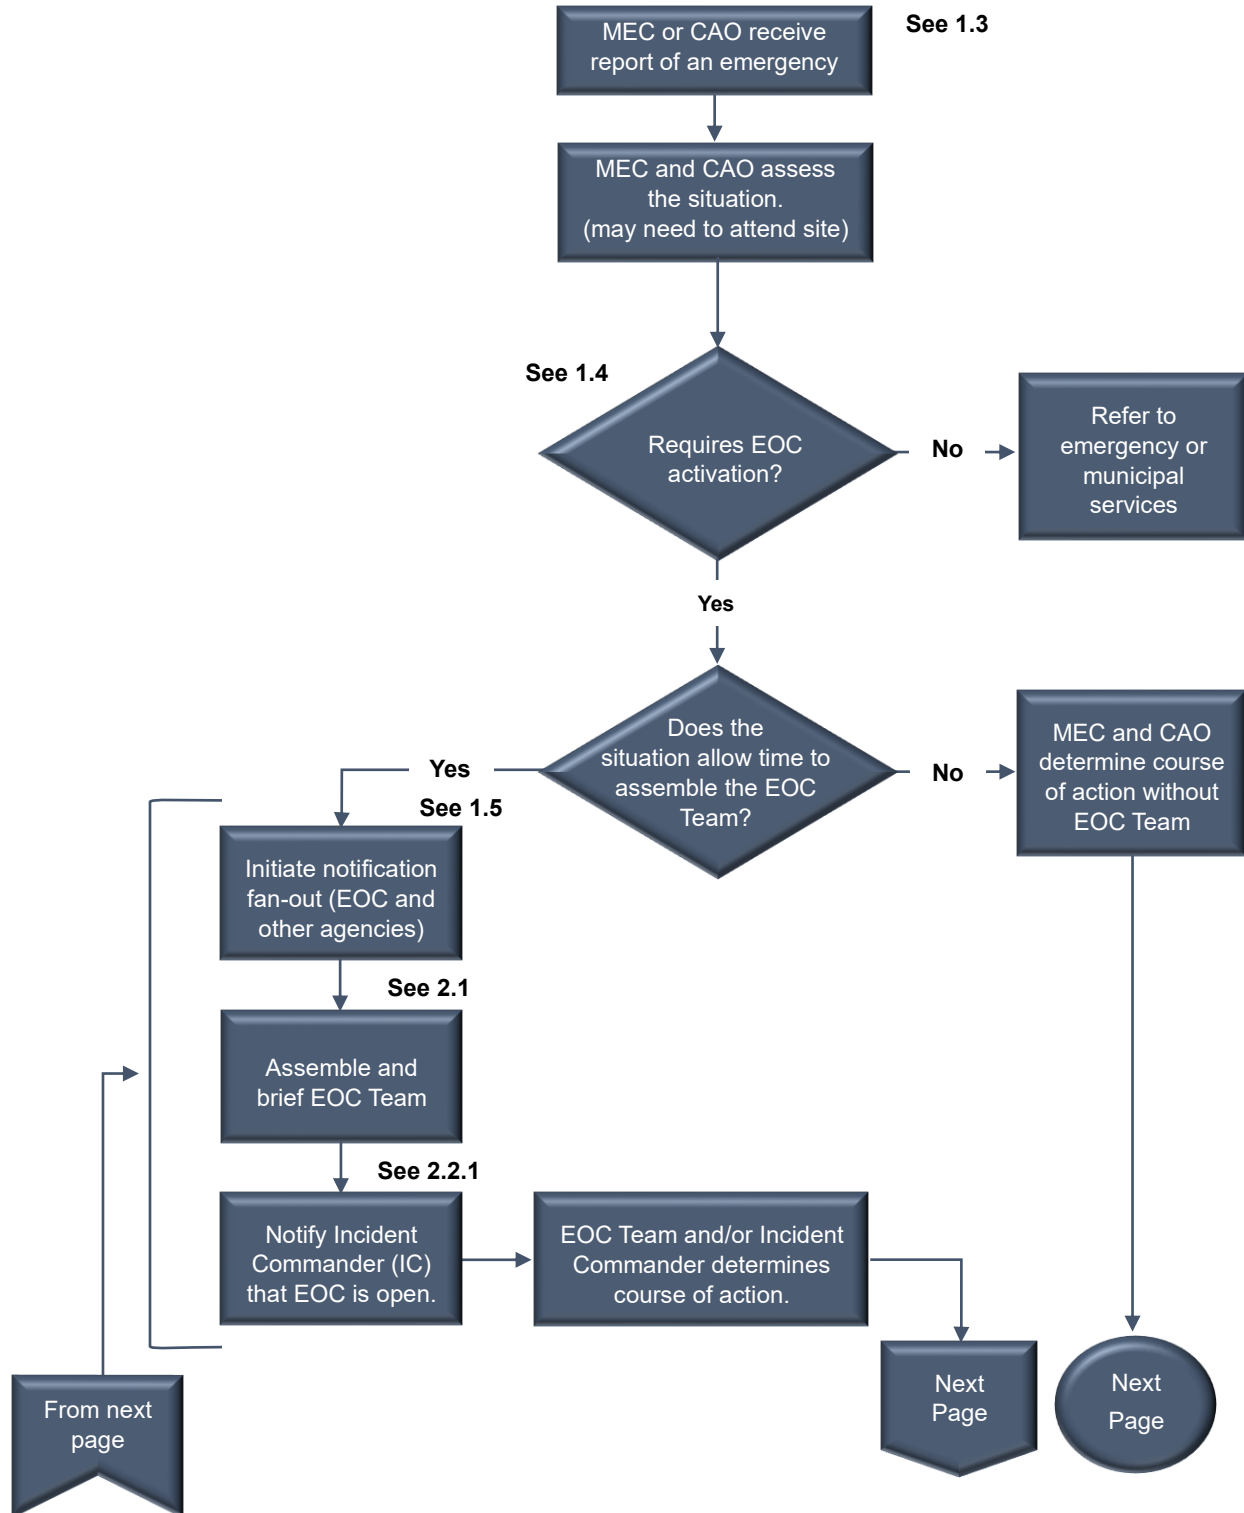 MEC or CAO receive
report of an emergency
See 1.3
MEC and CAO assess
the situation.
(may need to attend site)
See 1.4
Requires EOC
activation?
No
Refer to
emergency or
municipal
services
Yes
Does the
situation allow time to
assemble the EOC
Team?
No
MEC and CAO
determine course
of action without
EOC Team
Yes
See 1.5
Initiate notification
fan-out (EOC and
other agencies)
See 2.1
Assemble and
brief EOC Team
See 2.2.1
Notify Incident
Commander (IC)
that EOC is open.
EOC Team and/or Incident
Commander determines
course of action.
Next
Page
Next
Page
From next
page